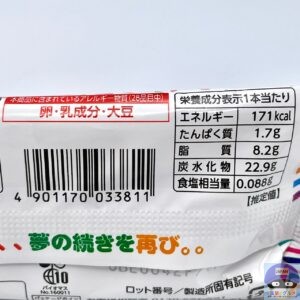 本商品に含まれているアレルギー物質(28品目中)
卵・乳成分・大豆
栄養成分表示1本当たり
エネルギー 171kcal
たんぱく質 1.7g
脂質 8.2g
炭水化物 22.9g
食塩相当量 0.088g
[推定値]
4901170033811
、、夢の続きを再び。。
10
バイオマス
No.160011
ロット番号/製造所固有記号